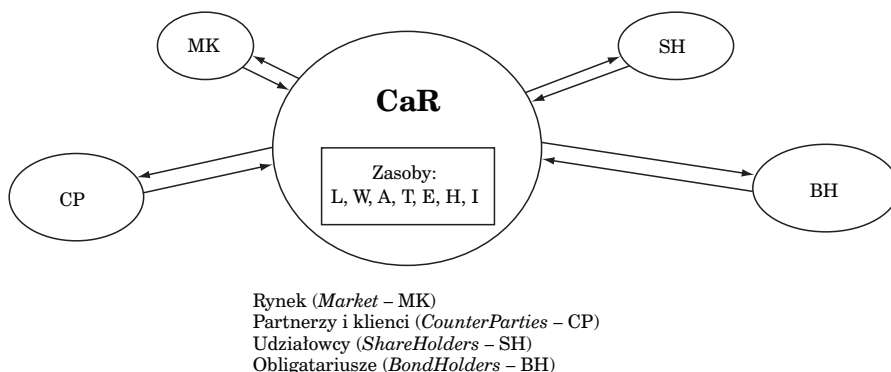 MK
SH
CaR
Zasoby:
L, W, A, T, E, H, I
CP
BH
Rynek (Market – MK)
Partnerzy i klienci (CounterParties – CP)
Udziałowcy (ShareHolders – SH)
Obligatariusze (BondHolders – BH)